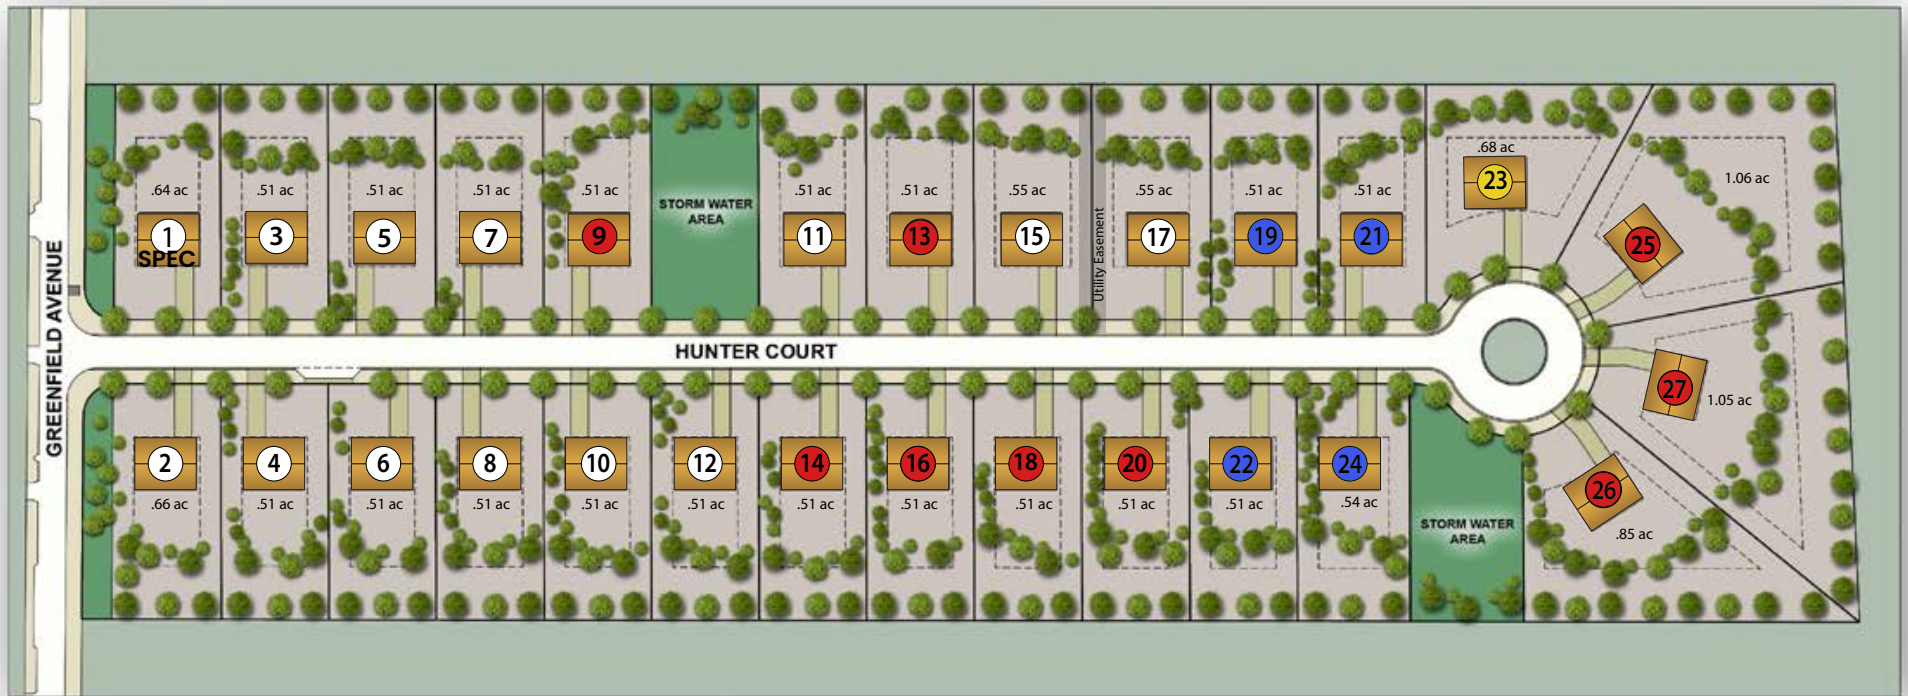 .68 ac
23
1.06 ac
.64 ac
.51 ac
.51 ac
.51 ac
.51 ac
STORM WATER
AREA
.51 ac
.51 ac
.55 ac
.55 ac
.51 ac
.51 ac
1
SPEC
3
5
7
9
11
13
15
Utility Easement
17
19
21
25
GREENFIELD AVENUE
HUNTER COURT
27
1.05 ac
2
4
6
8
10
12
14
16
18
20
22
24
26
.66 ac
.51 ac
.51 ac
.51 ac
.51 ac
.51 ac
.51 ac
.51 ac
.51 ac
.51 ac
.51 ac
.54 ac
STORM WATER
AREA
.85 ac